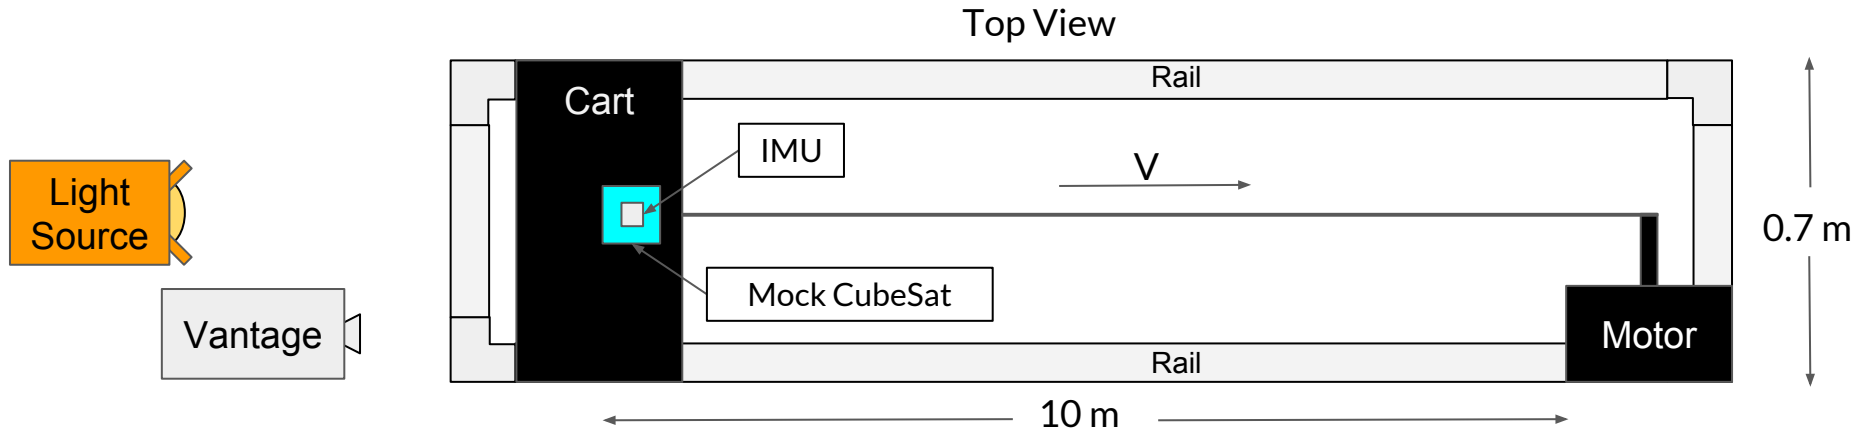 Top View
Rail
Cart
IMU
V
Light
Source
0.7 m
Mock CubeSat
Vantage
Motor
Rail
10 m